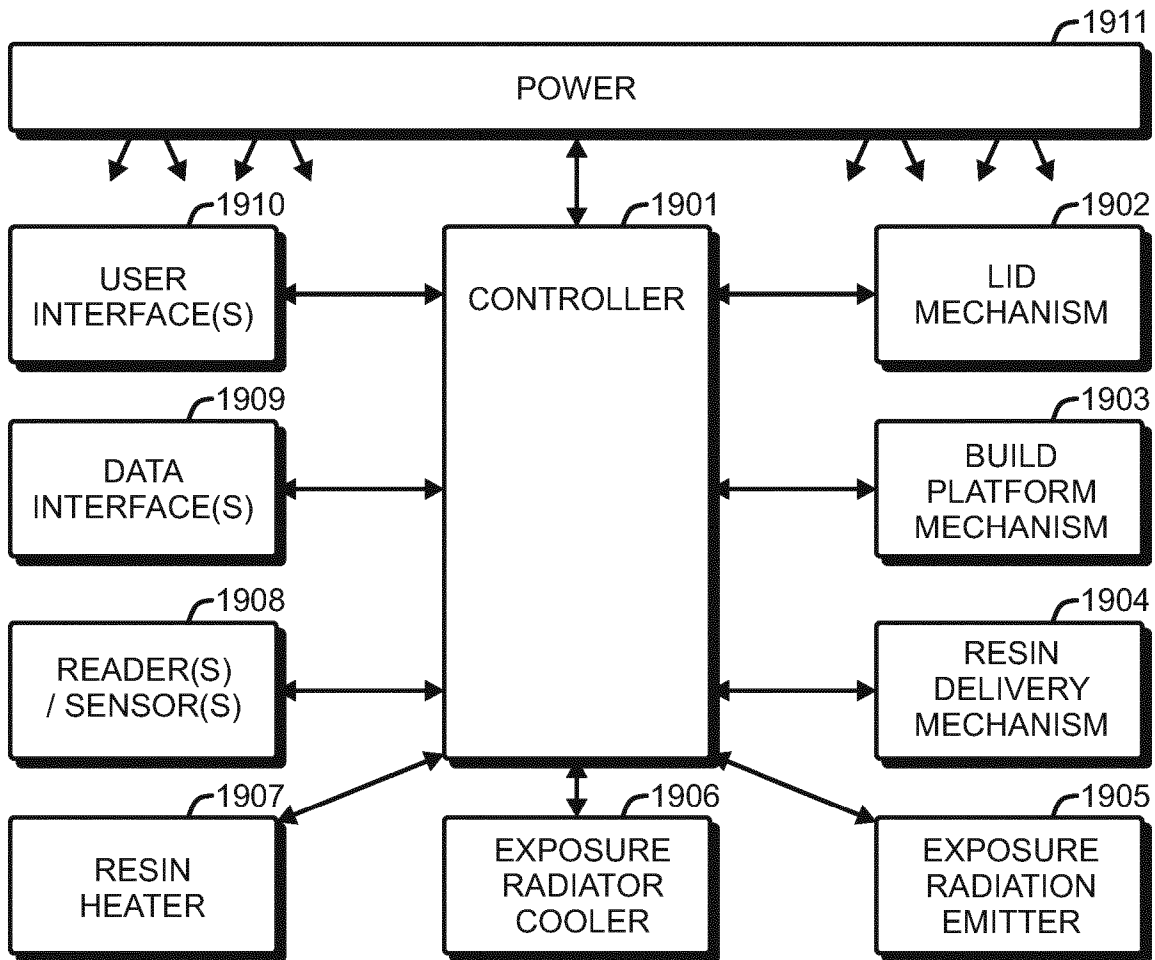 1911
POWER
1910
1901
1902
USER
INTERFACE(S)
CONTROLLER
LID
MECHANISM
1909
1903
DATA
INTERFACE(S)
BUILD
PLATFORM
MECHANISM
1908
1904
READER(S)
/ SENSOR(S)
RESIN
DELIVERY
MECHANISM
1907
1906
1905
RESIN
HEATER
EXPOSURE
RADIATOR
COOLER
EXPOSURE
RADIATION
EMITTER